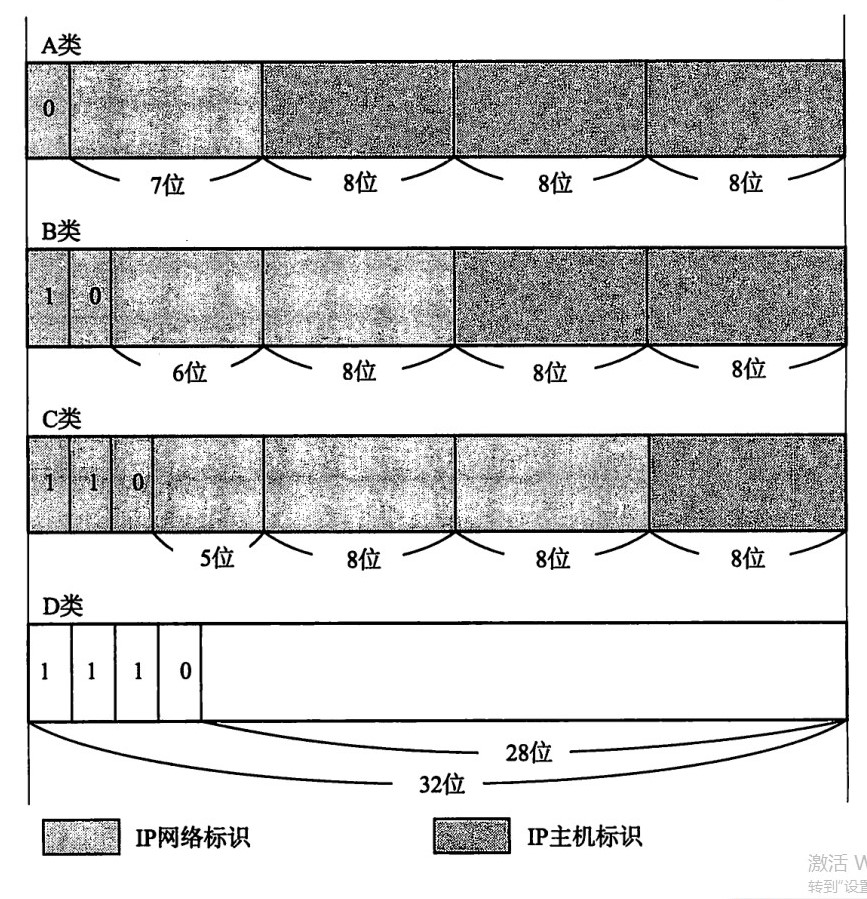 A类
0
7位 8位 8位 8位
B类
1 0
6位 8位 8位 8位
C类
1 1 0
5位 8位 8位 8位
D类
1 1 1 0
28位
32位
IP网络标识 IP主机标识
激活 W
转到"设置